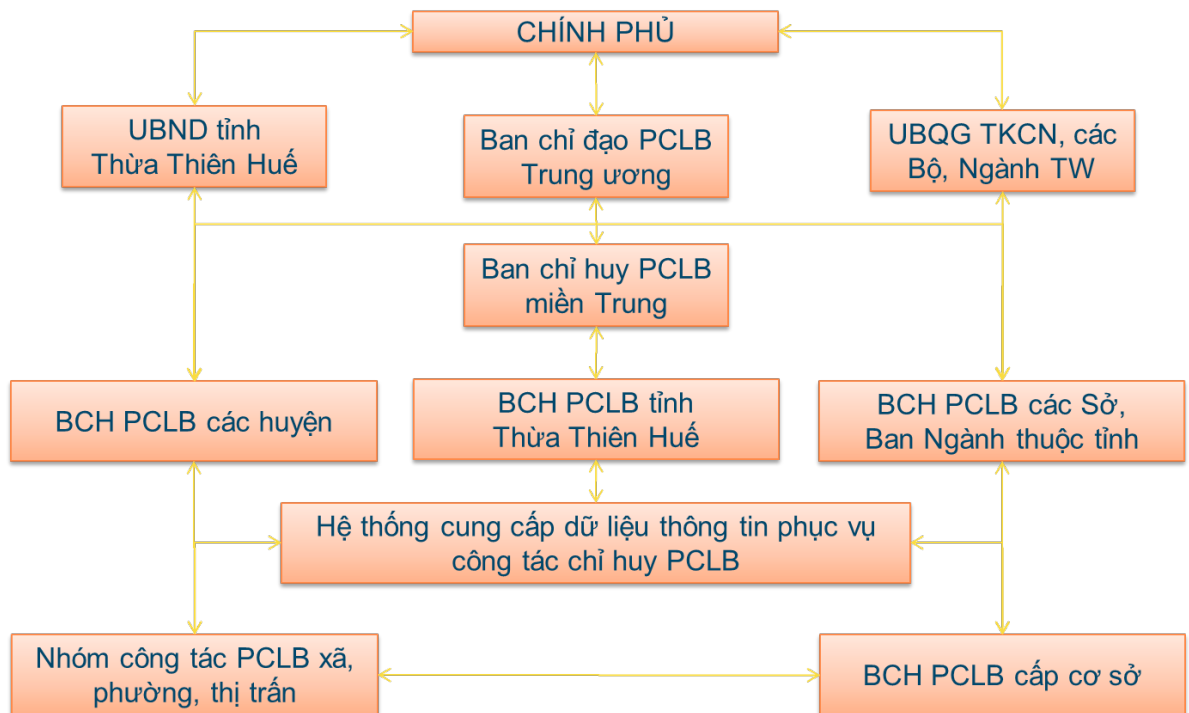 CHÍNH PHỦ
UBND tỉnh
Thừa Thiên Huế
Ban chỉ đạo PCLB
Trung ương
UBQG TKCN, các
Bộ, Ngành TW
Ban chỉ huy PCLB
miền Trung
BCH PCLB các huyện
BCH PCLB tỉnh
Thừa Thiên Huế
BCH PCLB các Sở,
Ban Ngành thuộc tỉnh
Hệ thống cung cấp dữ liệu thông tin phục vụ
công tác chỉ huy PCLB
Nhóm công tác PCLB xã,
phường, thị trấn
BCH PCLB cấp cơ sở